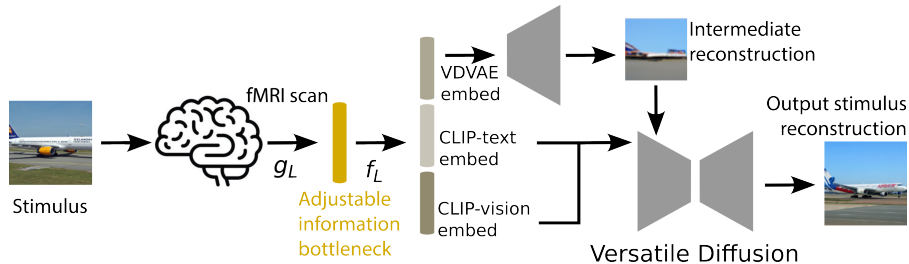 Stimulus
fMRI scan
g_L
Adjustable
information
bottleneck
f_L
VDVAE
embed
CLIP-text
embed
CLIP-vision
embed
Intermediate
reconstruction
Output stimulus
reconstruction
Versatile Diffusion